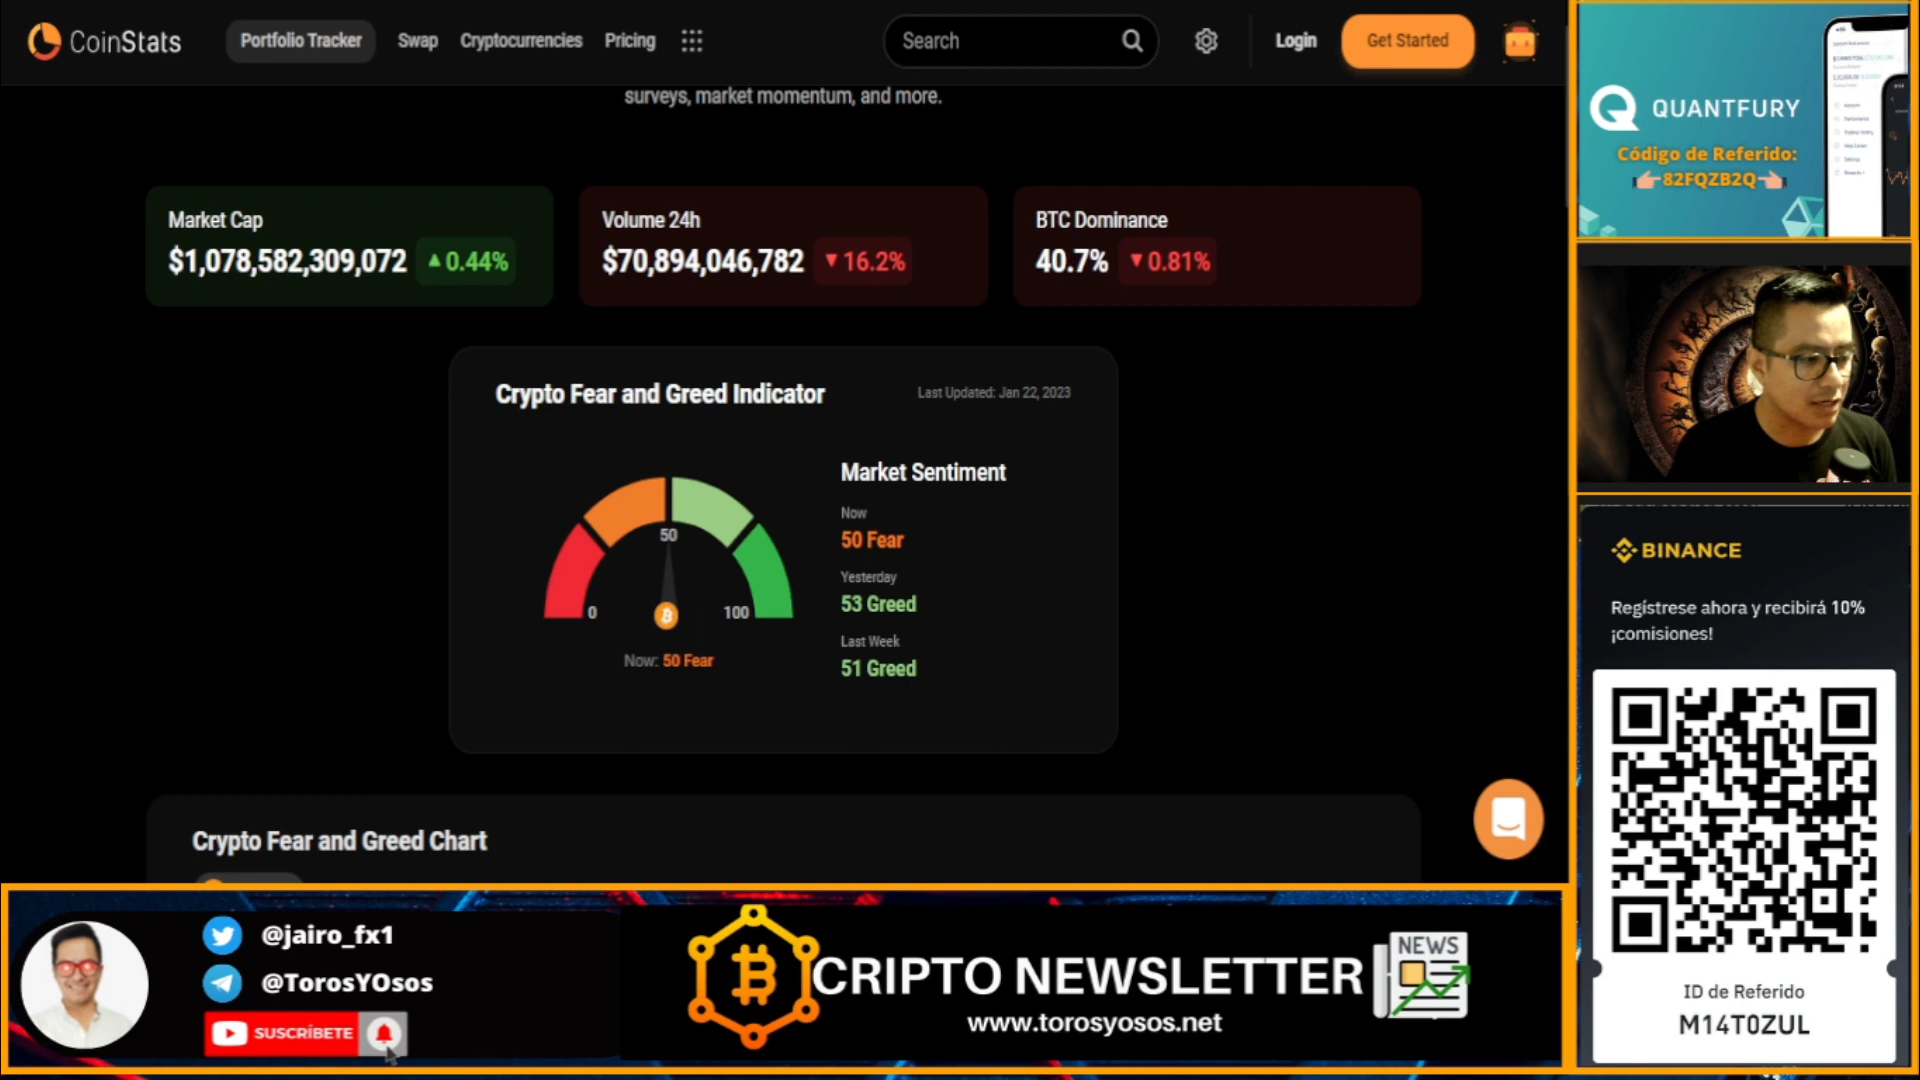 CoinStats
Portfolio Tracker
Swap
Cryptocurrencies
Pricing
Search
Login
Get Started
surveys, market momentum, and more.
Market Cap
$1,078,582,309,072 ▲0.44%
Volume 24h
$70,894,046,782 ▼16.2%
BTC Dominance
40.7% ▼0.81%
Crypto Fear and Greed Indicator
Last Updated: Jan 22, 2023
50
0
100
Now: 50 Fear
Market Sentiment
Now
50 Fear
Yesterday
53 Greed
Last Week
51 Greed
Crypto Fear and Greed Chart
QUANTFURY
Código de Referido:
82FQZB2Q
BINANCE
Regístrese ahora y recibirá 10%
¡comisiones!
ID de Referido
M14T0ZUL
@jairo_fx1
@TorosYOsos
SUSCRÍBETE
CRIPTO NEWSLETTER
www.torosyosos.net
NEWS